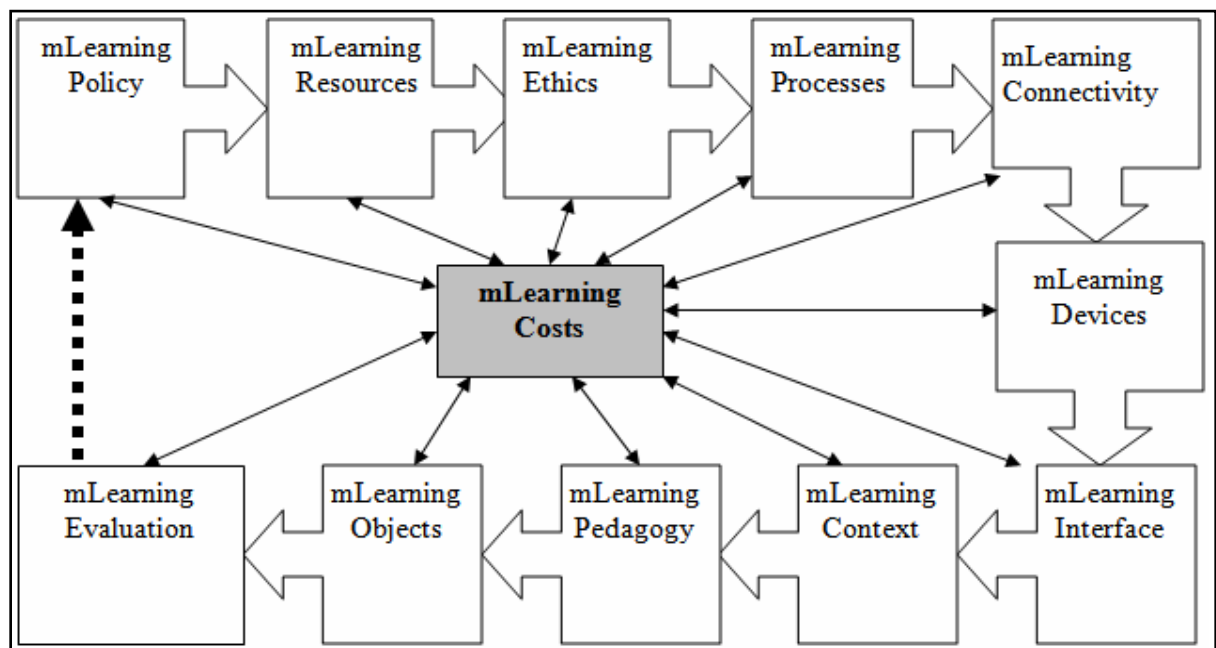 mLearning
Policy
mLearning
Resources
mLearning
Ethics
mLearning
Processes
mLearning
Connectivity
mLearning
Costs
mLearning
Devices
mLearning
Evaluation
mLearning
Objects
mLearning
Pedagogy
mLearning
Context
mLearning
Interface